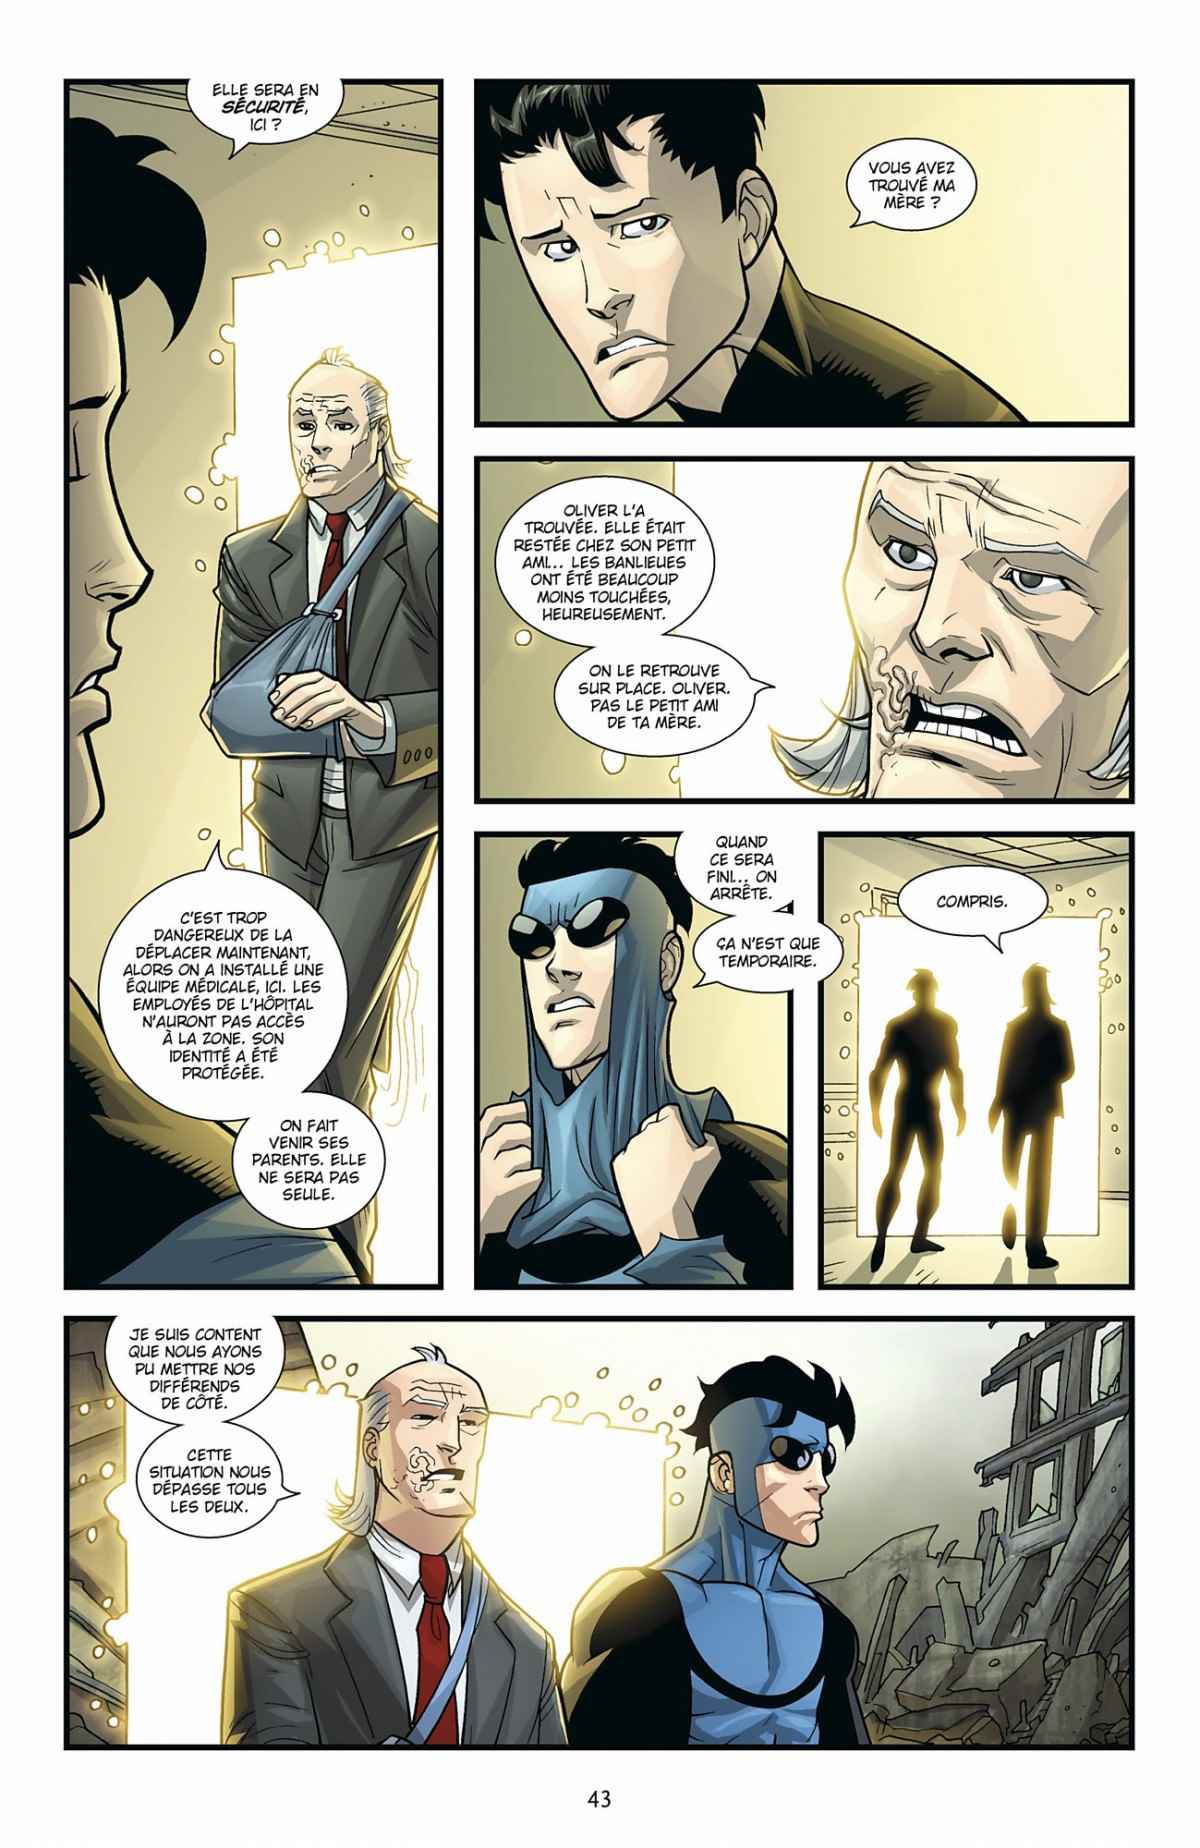 ELLE SERA EN
SÉCURITÉ,
ICI ?
C'EST TROP
DANGEREUX DE LA
DÉPLACER MAINTENANT,
ALORS ON A INSTALLÉ UNE
ÉQUIPE MÉDICALE, ICI. LES
EMPLOYÉS DE L'HÔPITAL
N'AURONT PAS ACCÈS
À LA ZONE. SON
IDENTITÉ A ÉTÉ
PROTÉGÉE.
ON FAIT
VENIR SES
PARENTS. ELLE
NE SERA PAS
SEULE.
VOUS AVEZ
TROUVÉ MA
MÈRE ?
OLIVER L'A
TROUVÉE. ELLE ÉTAIT
RESTÉE CHEZ SON PETIT
AMI... LES BANLIEUES
ONT ÉTÉ BEAUCOUP
MOINS TOUCHÉES,
HEUREUSEMENT.
ON LE RETROUVE
SUR PLACE. OLIVER.
PAS LE PETIT AMI
DE TA MÈRE.
QUAND
CE SERA
FINI... ON
ARRÊTE.
ÇA N'EST QUE
TEMPORAIRE.
COMPRIS.
JE SUIS CONTENT
QUE NOUS AYONS
PU METTRE NOS
DIFFÉRENDS
DE CÔTÉ.
CETTE
SITUATION NOUS
DÉPASSE TOUS
LES DEUX.
43